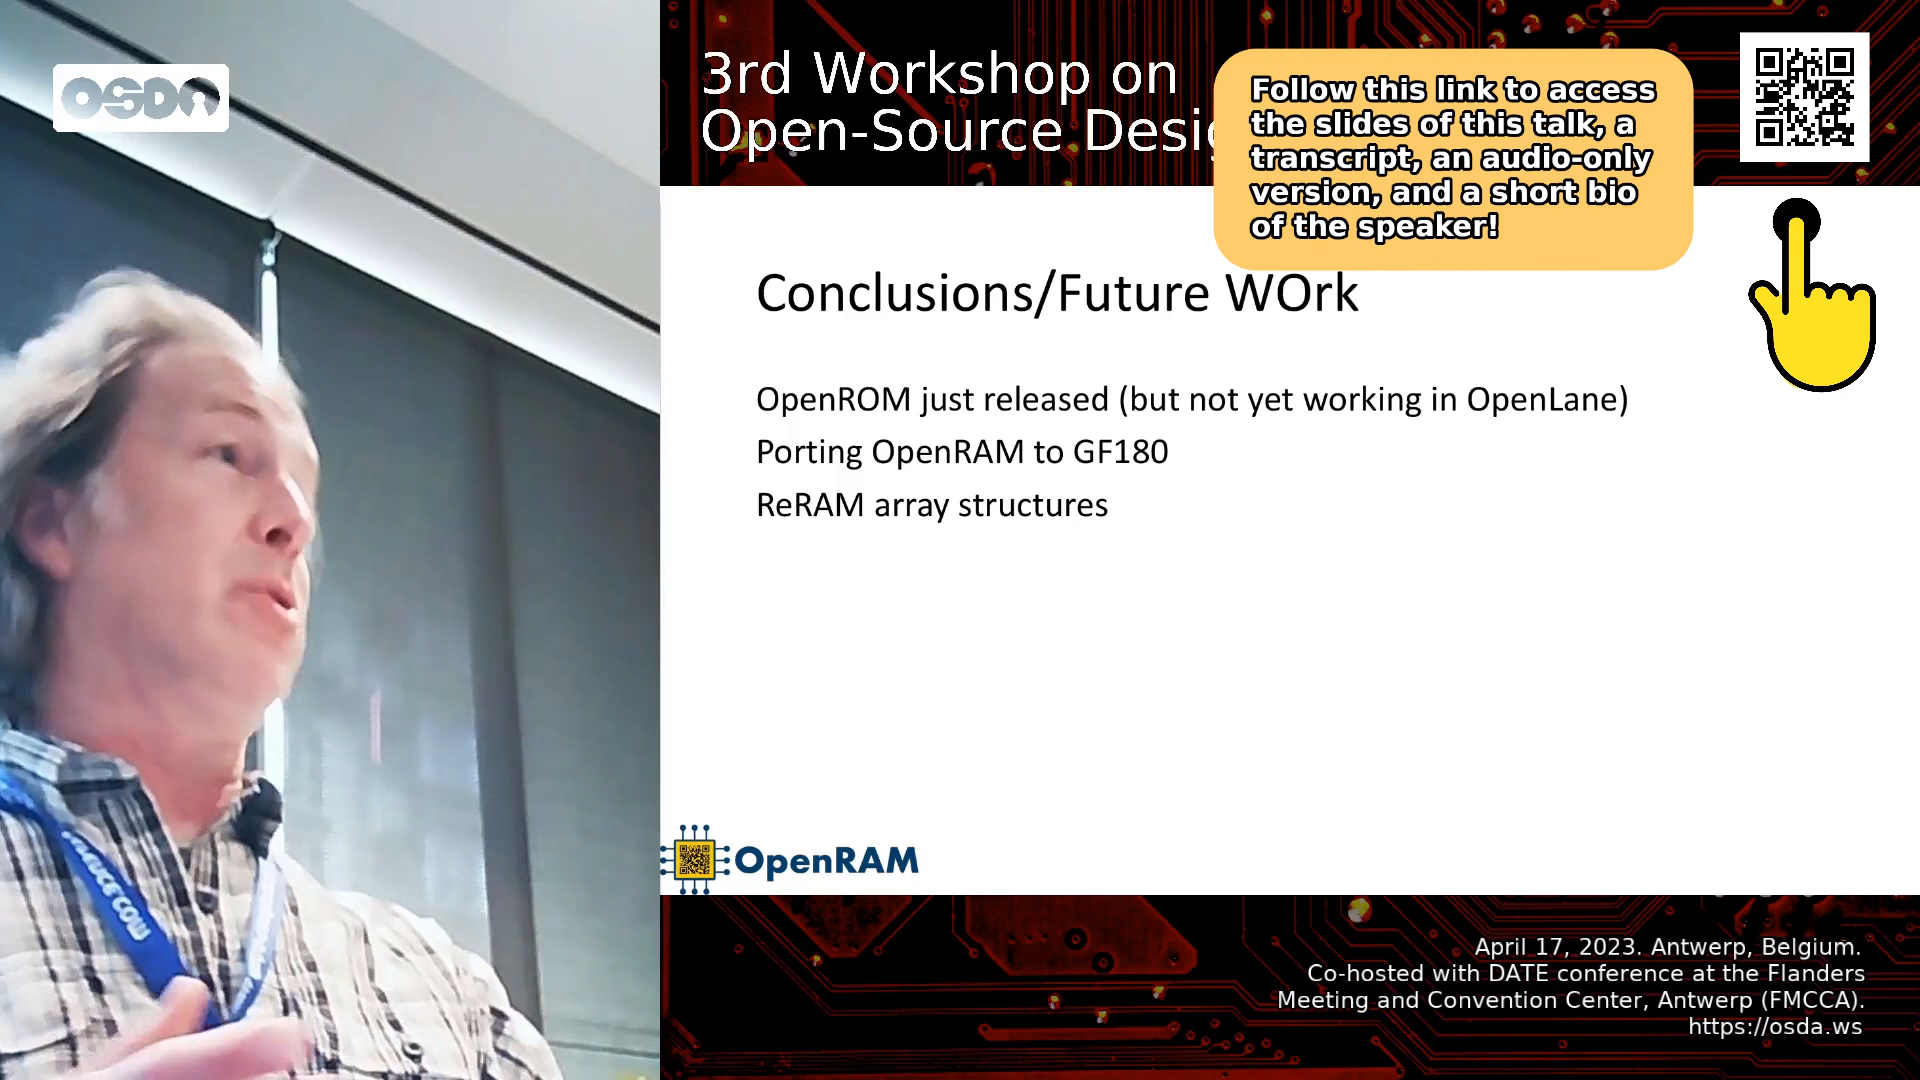 OSDA
3rd Workshop on
Open-Source Desi
Follow this link to access
the slides of this talk, a
transcript, an audio-only
version, and a short bio
of the speaker!
Conclusions/Future WOrk
OpenROM just released (but not yet working in OpenLane)
Porting OpenRAM to GF180
ReRAM array structures
OpenRAM
April 17, 2023. Antwerp, Belgium.
Co-hosted with DATE conference at the Flanders
Meeting and Convention Center, Antwerp (FMCCA).
https://osda.ws